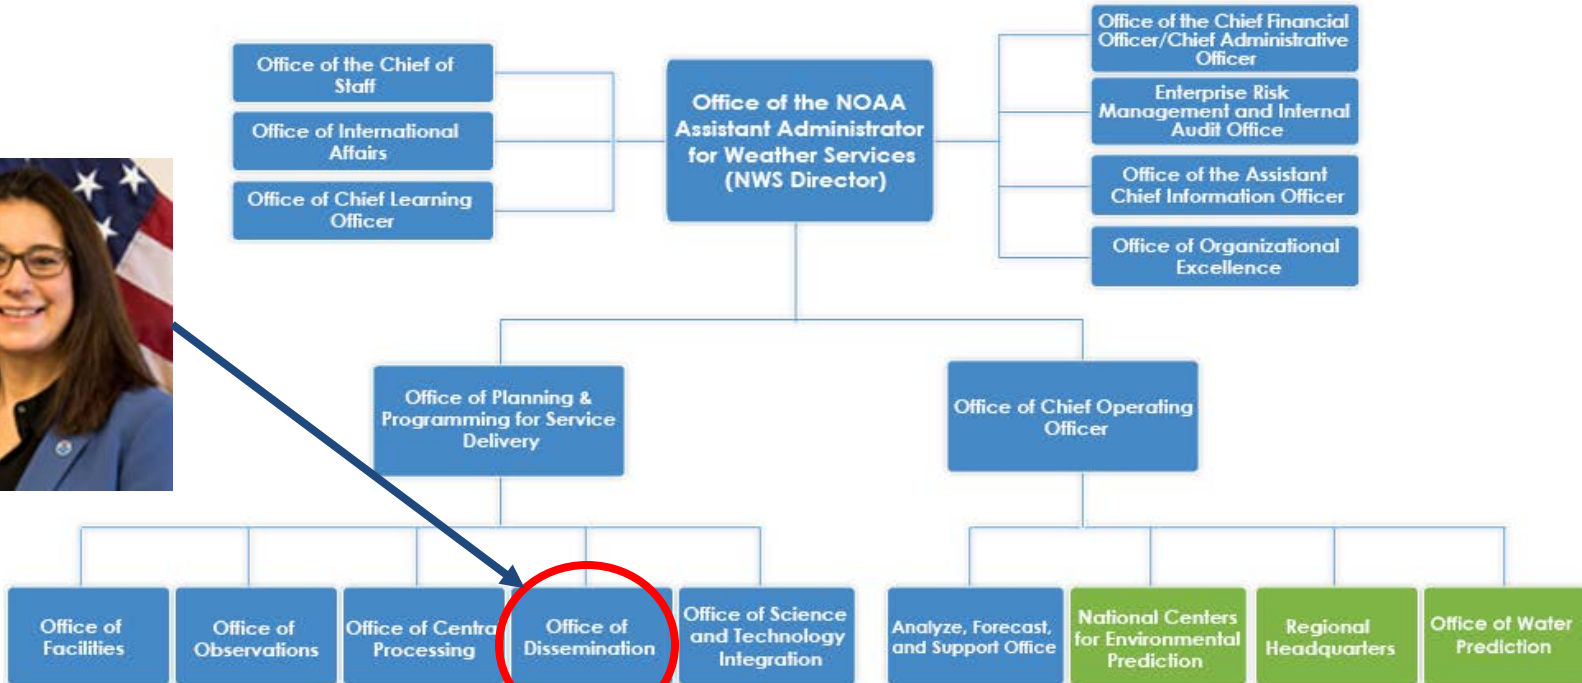 Office of the Chief of
Staff
Office of International
Affairs
Office of Chief Learning
Officer
Office of the NOAA
Assistant Administrator
for Weather Services
(NWS Director)
Office of the Chief Financial
Officer/Chief Administrative
Officer
Enterprise Risk
Management and Internal
Audit Office
Office of the Assistant
Chief Information Officer
Office of Organizational
Excellence
Office of Planning &
Programming for Service
Delivery
Office of Chief Operating
Officer
Office of
Facilities
Office of
Observations
Office of Centra
Processing
Office of
Dissemination
Office of Science
and Technology
Integration
Analyze, Forecast,
and Support Office
National Centers
for Environmental
Prediction
Regional
Headquarters
Office of Water
Prediction